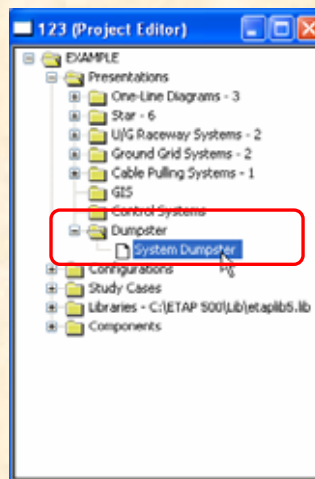 123 (Project Editor)
EXAMPLE
Presentations
One-Line Diagrams - 3
Star - 6
U/G Raceway Systems - 2
Ground Grid Systems - 2
Cable Pulling Systems - 1
GIS
Control Systems
Dumpster
System Dumpster
Configurations
Study Cases
Libraries - C:\ETAP 500\Lib\etaplib5.lib
Components